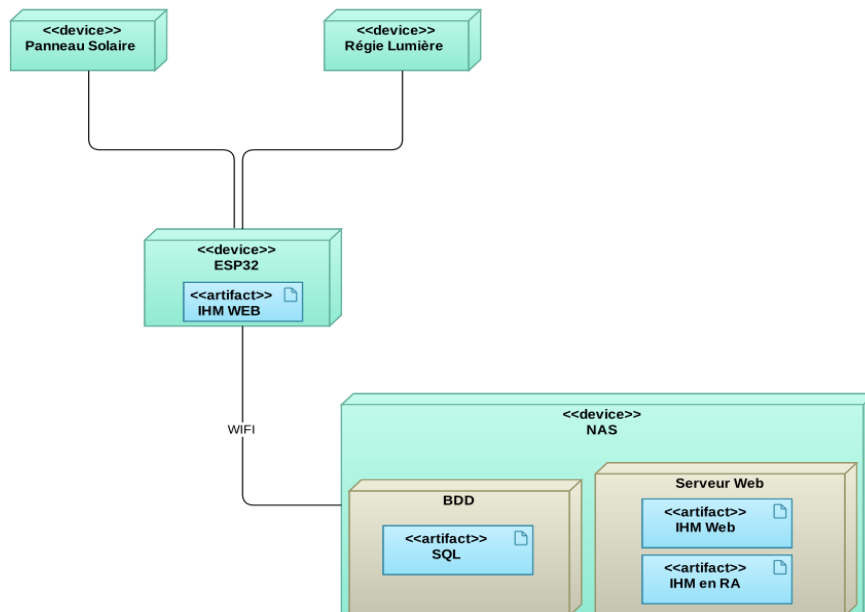 <<device>>
Panneau Solaire
<<device>>
Régie Lumière
<<device>>
ESP32
<<artifact>>
IHM WEB
WIFI
<<device>>
NAS
BDD
<<artifact>>
SQL
Serveur Web
<<artifact>>
IHM Web
<<artifact>>
IHM en RA